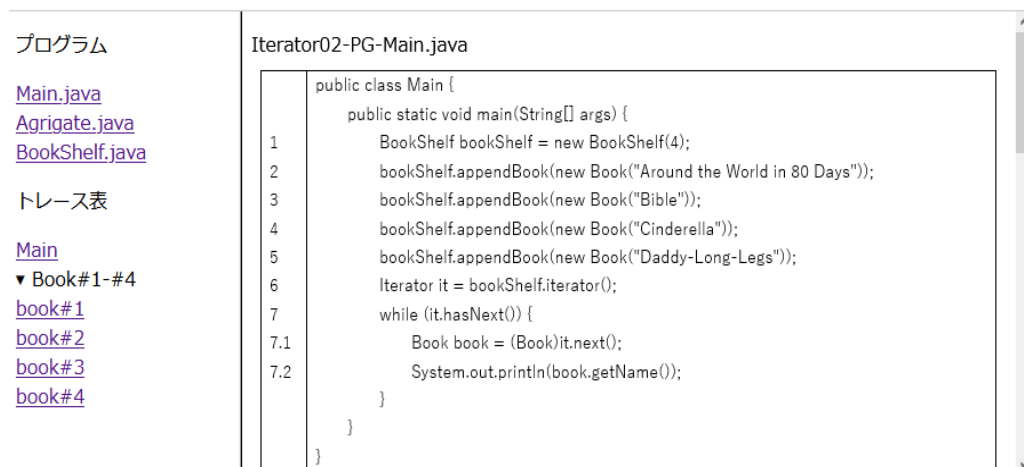 プログラム
Main.java
Agrigate.java
BookShelf.java
トレース表
Main
▼ Book#1-#4
book#1
book#2
book#3
book#4
Iterator02-PG-Main.java
public class Main {
public static void main(String[] args) {
1 BookShelf bookShelf = new BookShelf(4);
2 bookShelf.appendBook(new Book("Around the World in 80 Days"));
3 bookShelf.appendBook(new Book("Bible"));
4 bookShelf.appendBook(new Book("Cinderella"));
5 bookShelf.appendBook(new Book("Daddy-Long-Legs"));
6 Iterator it = bookShelf.iterator();
7 while (it.hasNext()) {
7.1 Book book = (Book)it.next();
7.2 System.out.println(book.getName());
}
}
}